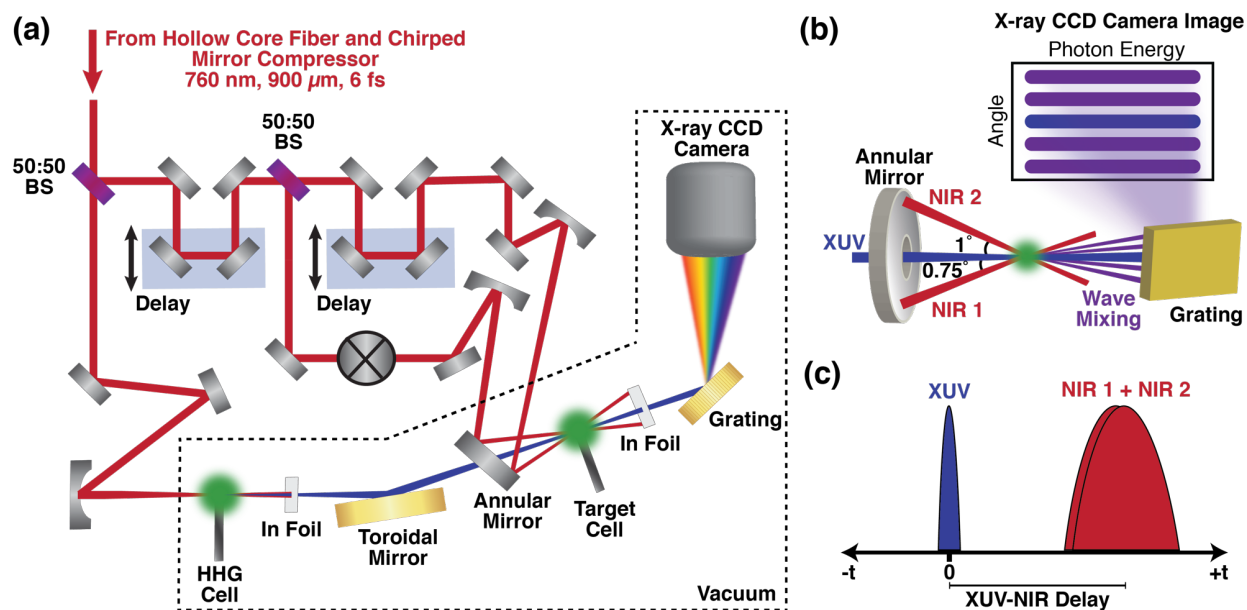 (a)
From Hollow Core Fiber and Chirped
Mirror Compressor
760 nm, 900 µm, 6 fs
50:50
BS
50:50
BS
Delay
Delay
X-ray CCD
Camera
Grating
In Foil
Target
Cell
Annular
Mirror
Toroidal
Mirror
In Foil
HHG
Cell
Vacuum
(b)
X-ray CCD Camera Image
Photon Energy
Angle
Annular
Mirror
NIR 2
XUV
1°
0.75°
NIR 1
Wave
Mixing
Grating
(c)
XUV
NIR 1 + NIR 2
-t
0
+t
XUV-NIR Delay